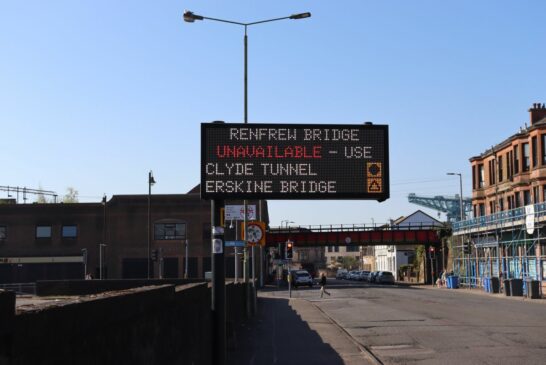 RENFREW BRIDGE
UNAVAILABLE - USE
CLYDE TUNNEL
ERSKINE BRIDGE